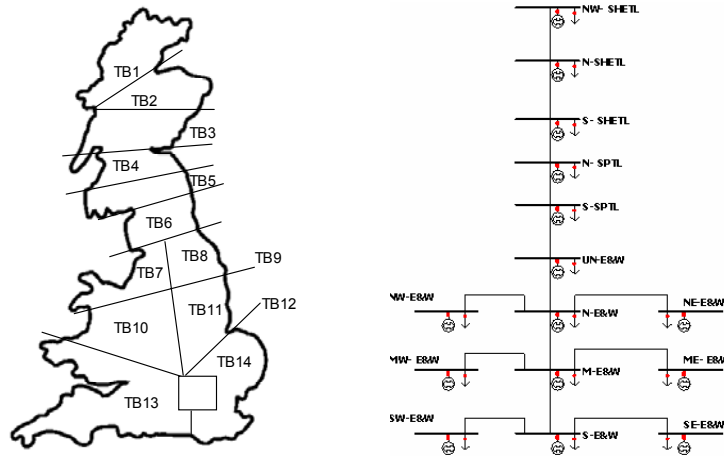 TB1
TB2
TB3
TB4
TB5
TB6
TB7
TB8
TB9
TB10
TB11
TB12
TB13
TB14
NW- SHETL
N-SHETL
S- SHETL
N- SPTL
S-SPTL
UN-E&W
NW-E&W
N-E&W
NE-E&W
MW- E&W
M-E&W
ME- E&W
SW-E&W
S-E&W
SE-E&W